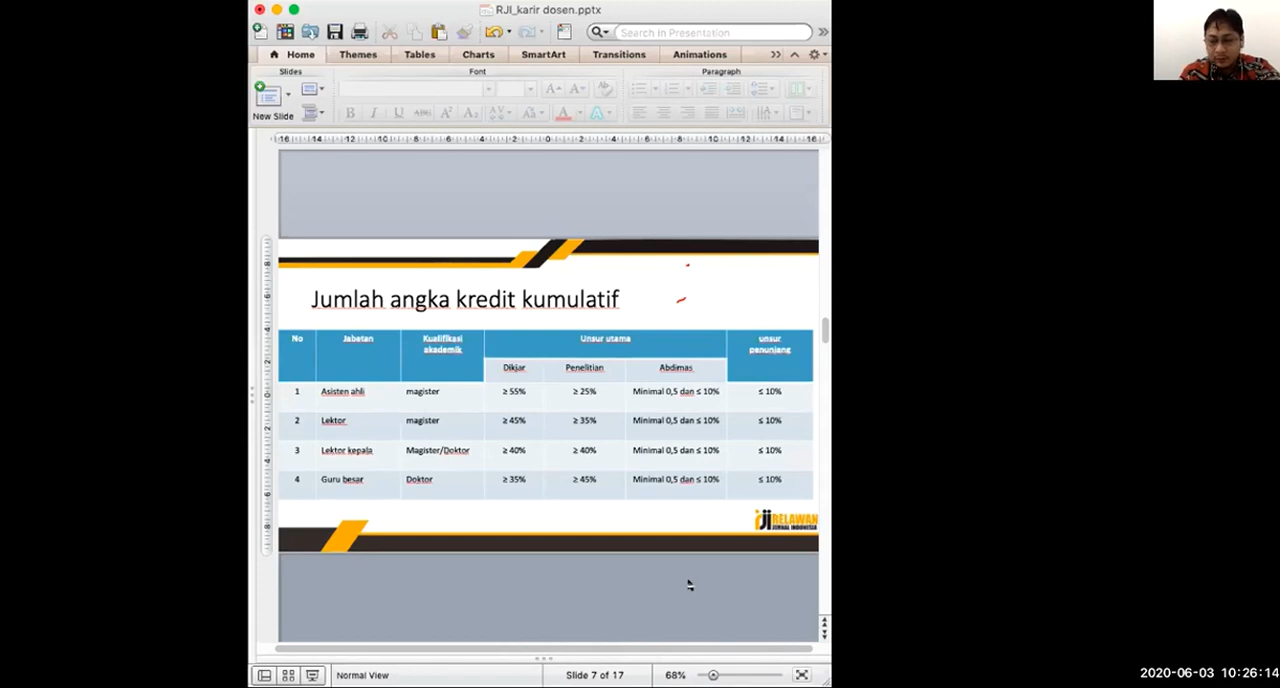 RJI_karir dosen.pptx
Search in Presentation
Home Themes Tables Charts SmartArt Transitions Animations
Slides Font Paragraph
New Slide
Jumlah angka kredit kumulatif
No Jabatan Kualifikasi akademik Unsur utama unsur penunjang
Dikjar Penelitian Abdimas
1 Asisten ahli magister ≥ 55% ≥ 25% Minimal 0,5 dan ≤ 10% ≤ 10%
2 Lektor magister ≥ 45% ≥ 35% Minimal 0,5 dan ≤ 10% ≤ 10%
3 Lektor kepala Magister/Doktor ≥ 40% ≥ 40% Minimal 0,5 dan ≤ 10% ≤ 10%
4 Guru besar Doktor ≥ 35% ≥ 45% Minimal 0,5 dan ≤ 10% ≤ 10%
rji RELAWAN
JURNAL INDONESIA
Normal View Slide 7 of 17 68%
2020-06-03 10:26:14